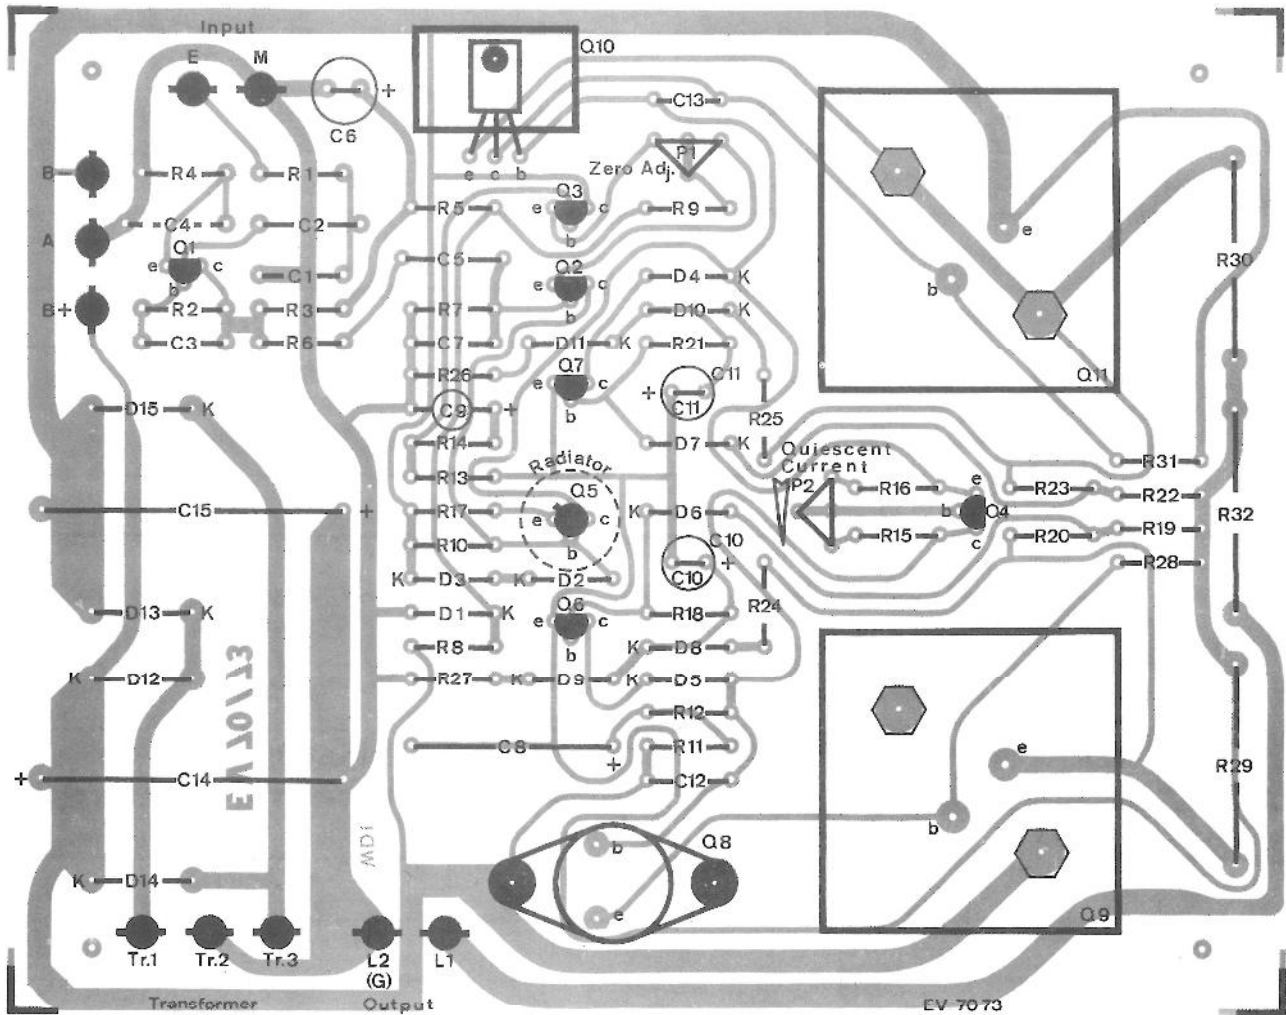 Input
E M
Q10
C6
+
C13
B-
R4 R1
P1
Zero Adj.
e c b
R5
Q3
e c
b
R9
C4 C2
A
Q1
e c
b
C5
Q2
e c
b
D4 K
C1
B+
R2 R3
R7
D10 K
C3 R6
C7
D11 K
R21
R26
Q7
e c
b
C11
+
C11
D15 K
C9 +
R25
R14
D7 K
Radiator
R13
Quiescent
Current
P2
C15 +
R17
Q5
e c
b
K D6
R16
e
b Q4
c
R23
R31
R22
R10
C10
C10 +
R15
R20
R19
R28
K D3 K D2
R24
D13 K
D1 K
Q6
e c
b
R18
R8
K D8
K D12
R27 K D9 K D5
R12
EV 70/73
+ C14
C8
+
R11
C12
MD1
K D14
Q8
b
e
Tr.1 Tr.2 Tr.3 L2 L1
(G)
Transformer Output
e
b
Q11
R30
R32
R29
e
b
Q9
EV 7073